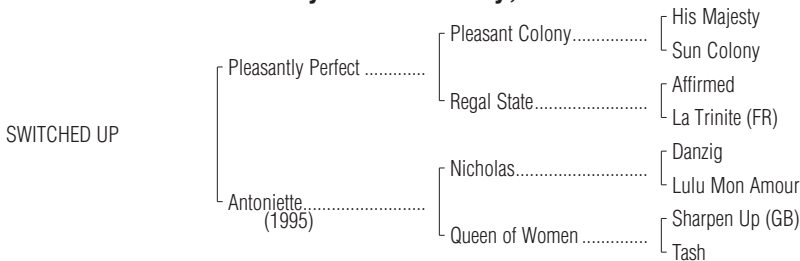 His Majesty
Pleasant Colony...............
Sun Colony
Pleasantly Perfect .............
Affirmed
Regal State.......................
La Trinite (FR)
SWITCHED UP
Danzig
Nicholas...........................
Lulu Mon Amour
Antoniette.........................
(1995)
Sharpen Up (GB)
Queen of Women .............
Tash